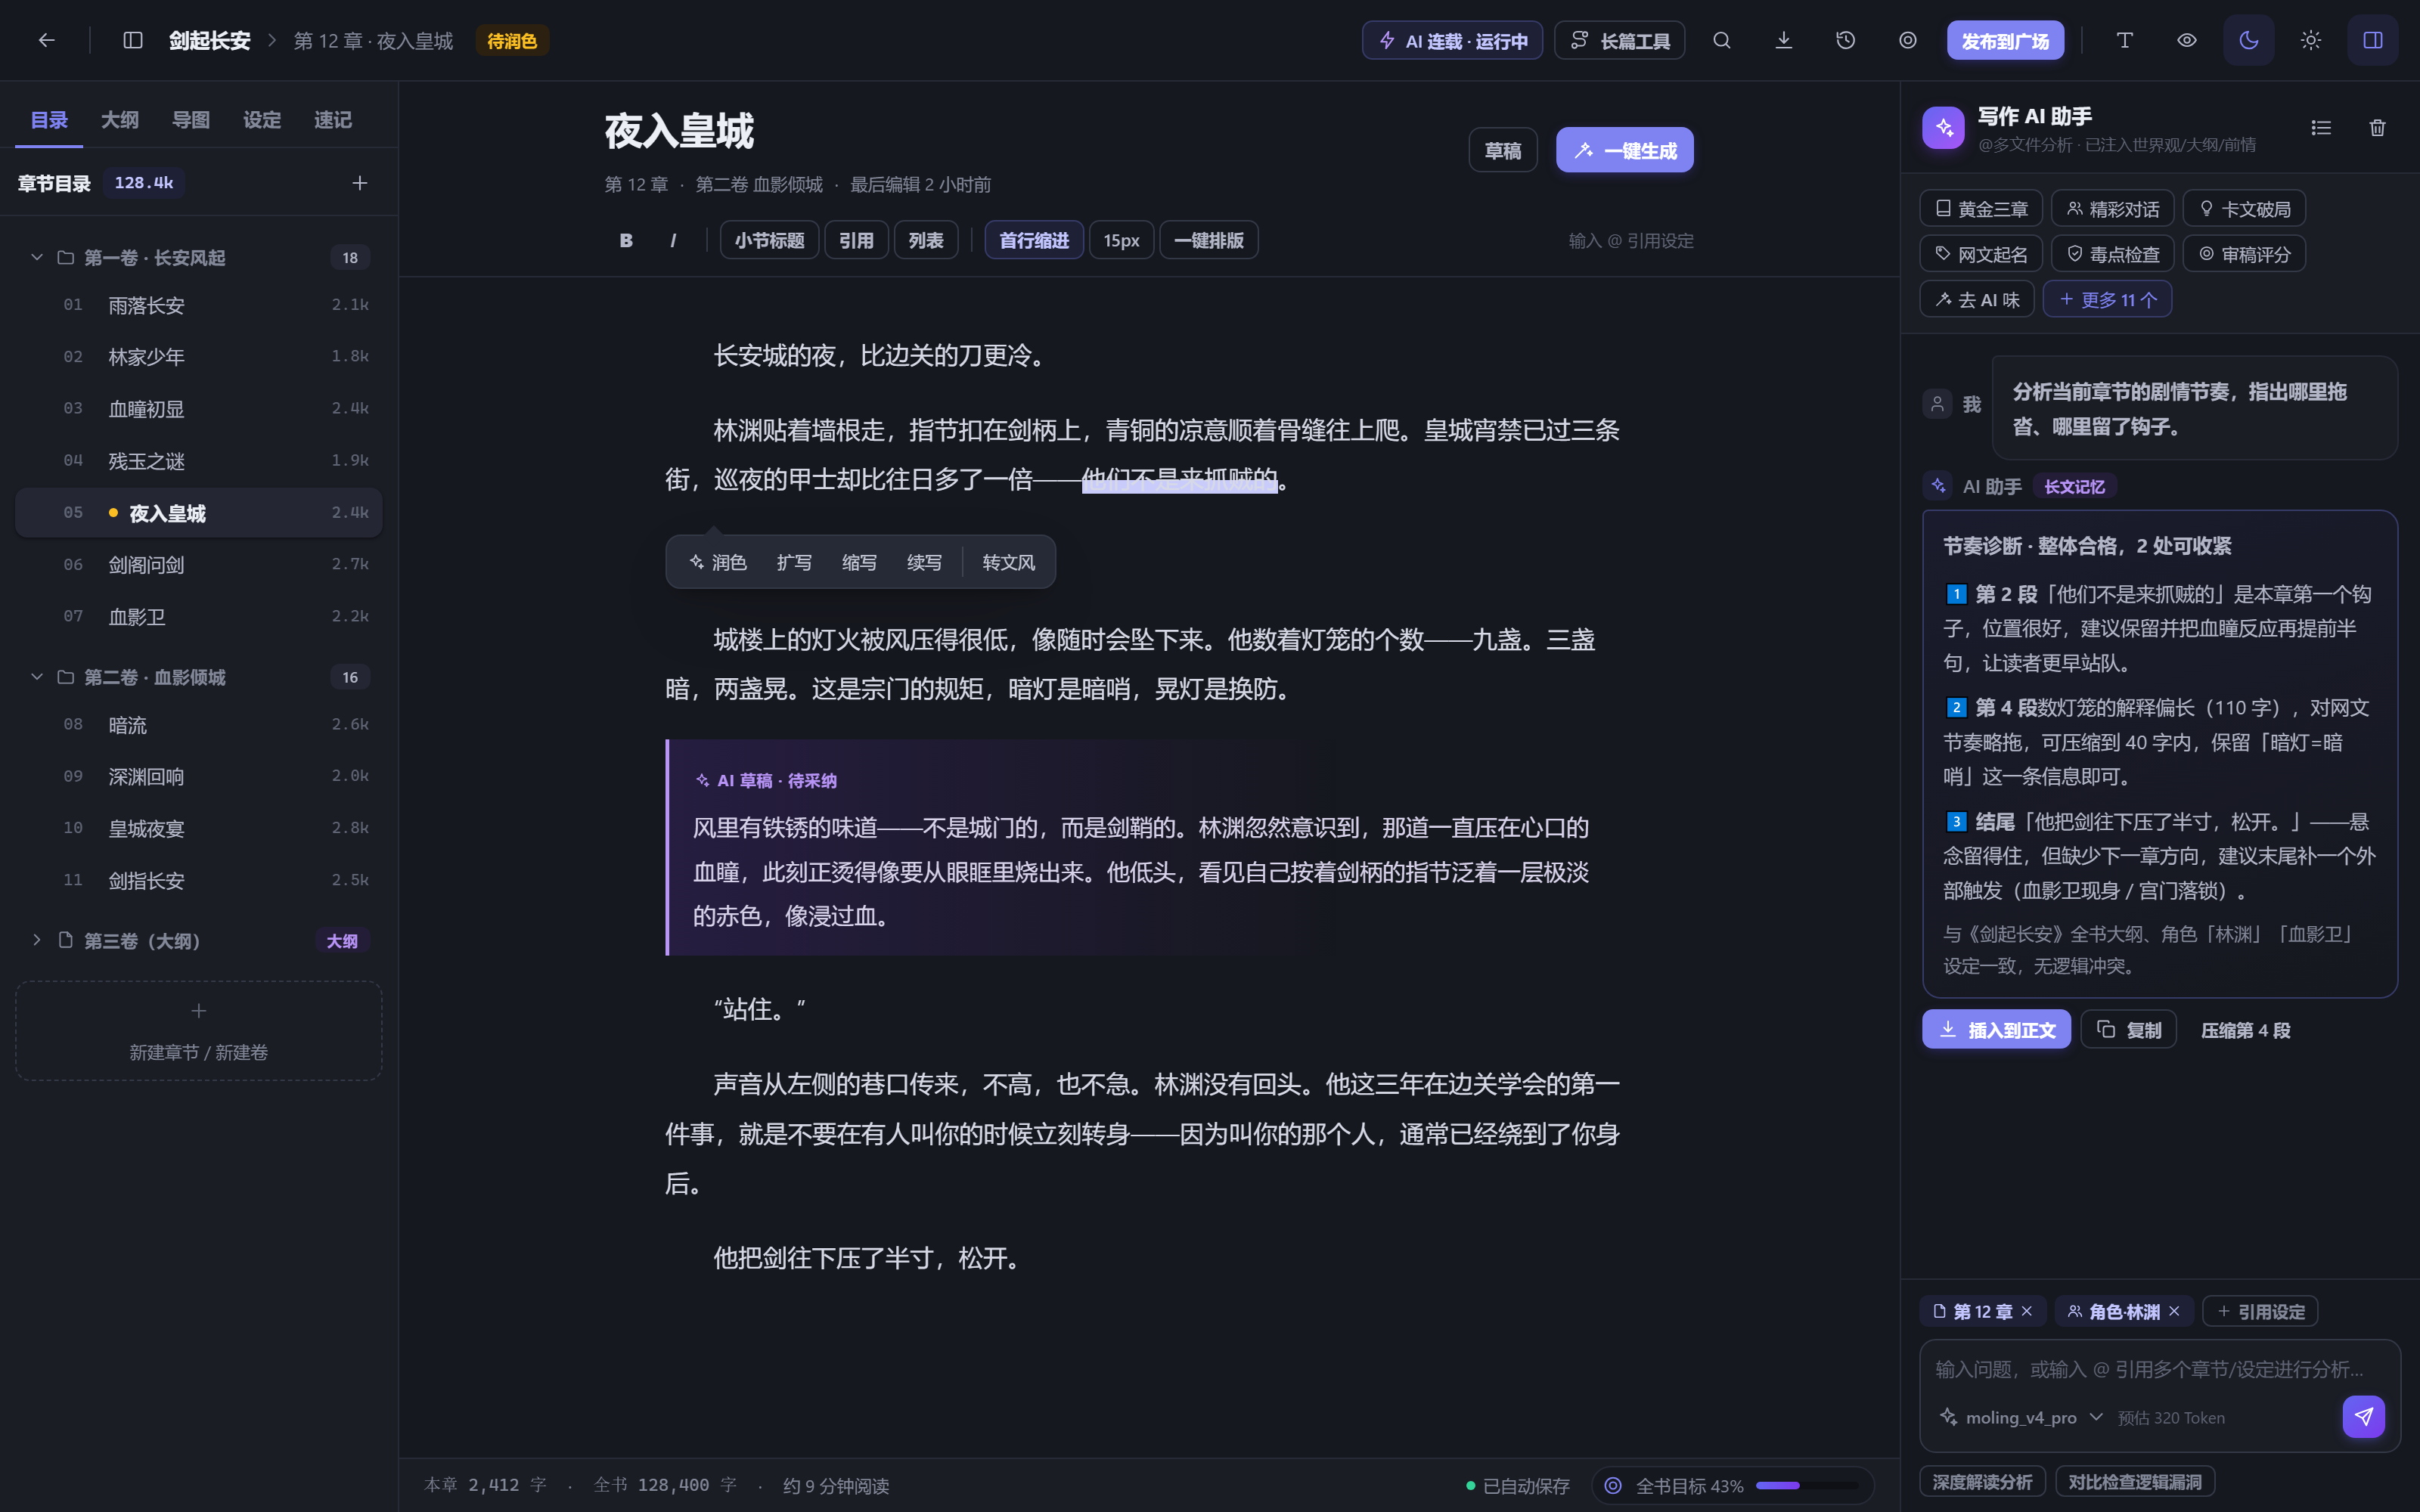 剑起长安 > 第 12 章 · 夜入皇城 待润色
AI 连载 · 运行中 长篇工具 发布到广场
目录 大纲 导图 设定 速记
章节目录 128.4k
第一卷 · 长安风起 18
01 雨落长安 2.1k
02 林家少年 1.8k
03 血瞳初显 2.4k
04 残玉之谜 1.9k
05 夜入皇城 2.4k
06 剑阁问剑 2.7k
07 血影卫 2.2k
第二卷 · 血影倾城 16
08 暗流 2.6k
09 深渊回响 2.0k
10 皇城夜宴 2.8k
11 剑指长安 2.5k
第三卷（大纲） 大纲
新建章节 / 新建卷
夜入皇城
第 12 章 · 第二卷 血影倾城 · 最后编辑 2 小时前
草稿 一键生成
B I 小节标题 引用 列表 首行缩进 15px 一键排版 输入 @ 引用设定
长安城的夜，比边关的刀更冷。
林渊贴着墙根走，指节扣在剑柄上，青铜的凉意顺着骨缝往上爬。皇城宵禁已过三条
街，巡夜的甲士却比往日多了一倍——他们不是来抓贼的。
润色 扩写 缩写 续写 转文风
城楼上的灯火被风压得很低，像随时会坠下来。他数着灯笼的个数——九盏。三盏
暗，两盏晃。这是宗门的规矩，暗灯是暗哨，晃灯是换防。
AI 草稿 · 待采纳
风里有铁锈的味道——不是城门的，而是剑鞘的。林渊忽然意识到，那道一直压在心口的
血瞳，此刻正烫得像要从眼眶里烧出来。他低头，看见自己按着剑柄的指节泛着一层极淡
的赤色，像浸过血。
“站住。”
声音从左侧的巷口传来，不高，也不急。林渊没有回头。他这三年在边关学会的第一
件事，就是不要在有人叫你的时候立刻转身——因为叫你的那个人，通常已经绕到了你身
后。
他把剑往下压了半寸，松开。
本章 2,412 字 · 全书 128,400 字 · 约 9 分钟阅读
已自动保存 全书目标 43%
写作 AI 助手
@多文件分析 · 已注入世界观/大纲/前情
黄金三章 精彩对话 卡文破局
网文起名 毒点检查 审稿评分
去 AI 味 + 更多 11 个
我
分析当前章节的剧情节奏，指出哪里拖
沓、哪里留了钩子。
AI 助手 长文记忆
节奏诊断 · 整体合格，2 处可收紧
1 第 2 段「他们不是来抓贼的」是本章第一个钩
子，位置很好，建议保留并把血瞳反应再提前半
句，让读者更早站队。
2 第 4 段数灯笼的解释偏长（110 字），对网文
节奏略拖，可压缩到 40 字内，保留「暗灯=暗
哨」这一条信息即可。
3 结尾「他把剑往下压了半寸，松开。」——悬
念留得住，但缺少下一章方向，建议末尾补一个外
部触发（血影卫现身 / 宫门落锁）。
与《剑起长安》全书大纲、角色「林渊」「血影卫」
设定一致，无逻辑冲突。
插入到正文 复制 压缩第 4 段
第 12 章 × 角色·林渊 × + 引用设定
输入问题，或输入 @ 引用多个章节/设定进行分析...
moling_v4_pro 预估 320 Token
深度解读分析 对比检查逻辑漏洞